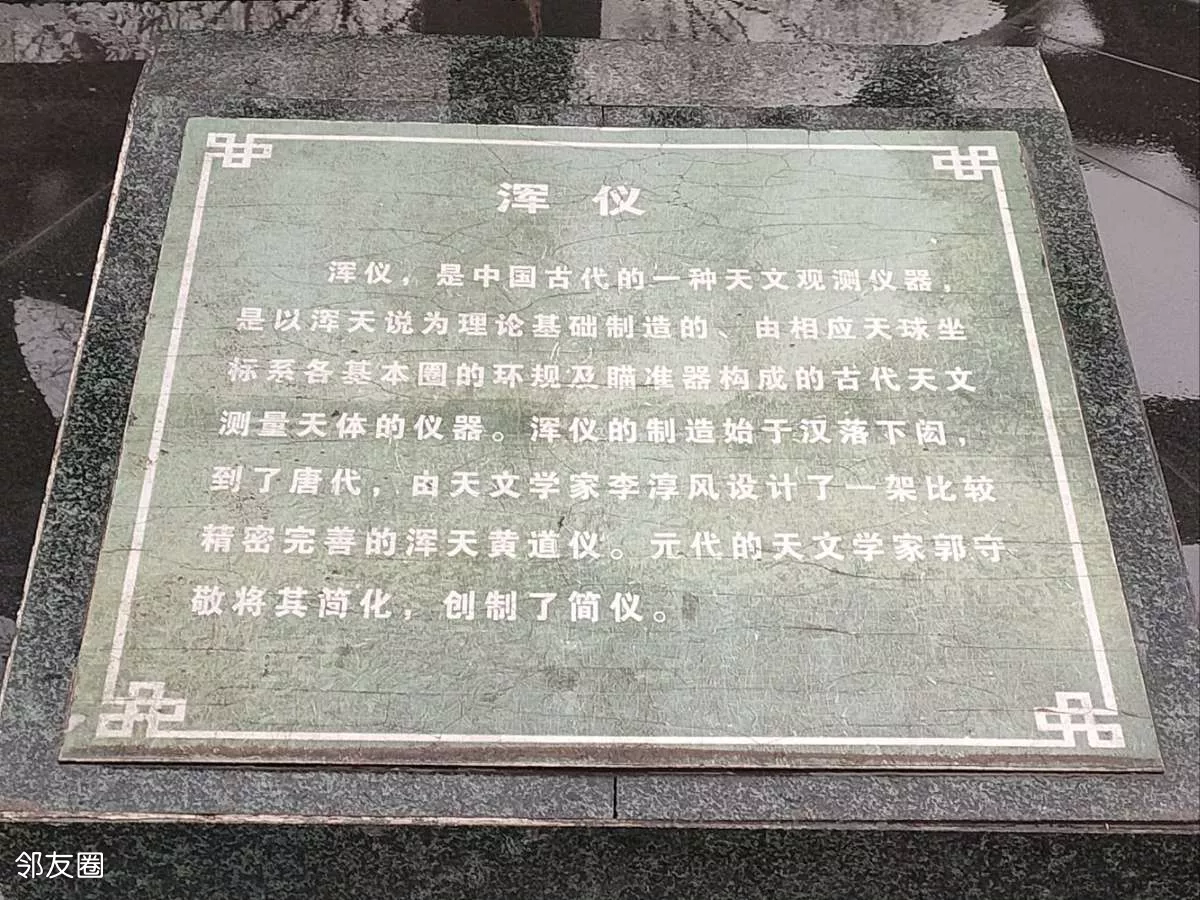 浑仪
浑仪，是中国古代的一种天文观测仪器，
是以浑天说为理论基础制造的、由相应天球坐
标系各基本圈的环规及瞄准器构成的古代天文
测量天体的仪器。浑仪的制造始于汉落下闳，
到了唐代，由天文学家李淳风设计了一架比较
精密完善的浑天黄道仪。元代的天文学家郭守
敬将其简化，创制了简仪。
邻友圈